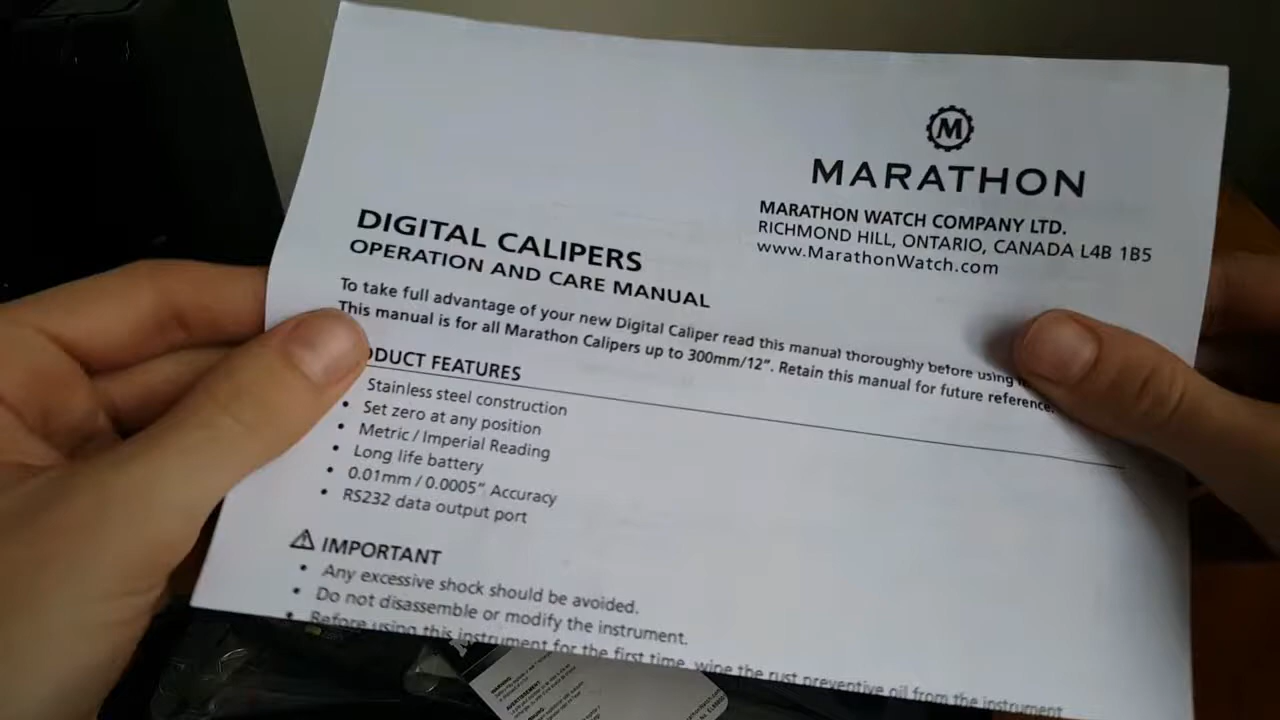 M
MARATHON
MARATHON WATCH COMPANY LTD.
RICHMOND HILL, ONTARIO, CANADA L4B 1B5
www.MarathonWatch.com
DIGITAL CALIPERS
OPERATION AND CARE MANUAL
To take full advantage of your new Digital Caliper read this manual thoroughly before using
This manual is for all Marathon Calipers up to 300mm/12". Retain this manual for future reference.
ODUCT FEATURES
Stainless steel construction
• Set zero at any position
• Metric / Imperial Reading
• Long life battery
• 0.01mm / 0.0005" Accuracy
• RS232 data output port
⚠ IMPORTANT
• Any excessive shock should be avoided.
• Do not disassemble or modify the instrument.
• Before using this instrument for the first time, wipe the rust preventive oil from the instrument
WARNING
AVERTISSEMENT